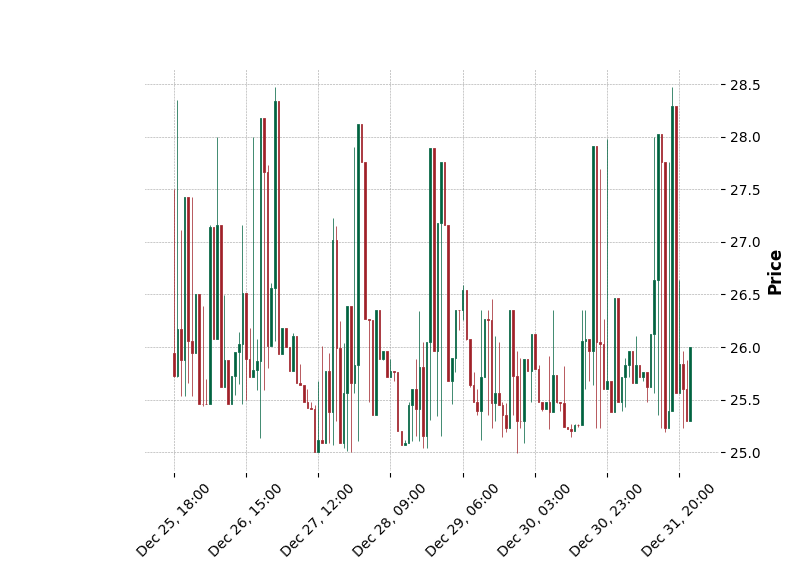 28.5
28.0
27.5
27.0
26.5
26.0
25.5
25.0
Price
Dec 25, 18:00
Dec 26, 15:00
Dec 27, 12:00
Dec 28, 09:00
Dec 29, 06:00
Dec 30, 03:00
Dec 30, 23:00
Dec 31, 20:00